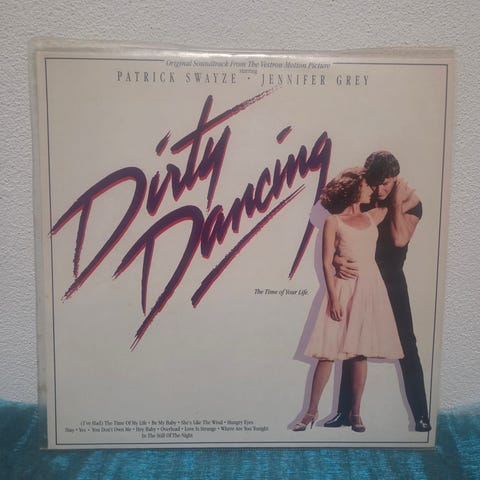 Original Soundtrack From The Vestron Motion Picture
starring
PATRICK SWAYZE · JENNIFER GREY
Dirty
Dancing
The Time of Your Life.
(I've Had) The Time Of My Life • Be My Baby • She's Like The Wind • Hungry Eyes
Stay • Yes • You Don't Own Me • Hey, Baby • Overload • Love Is Strange • Where Are You Tonight
In The Still Of The Night